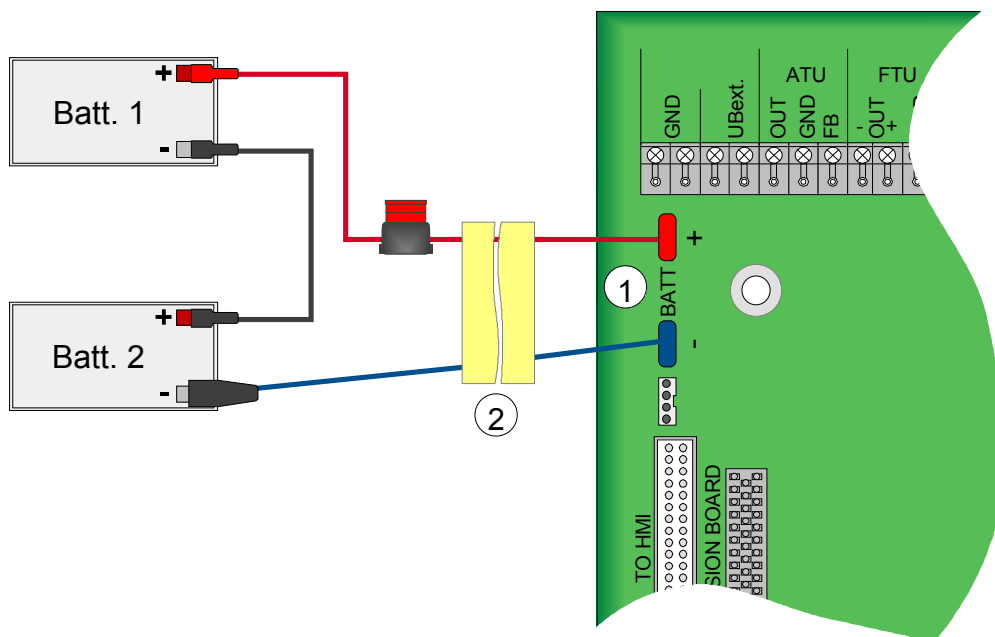 Batt. 1
+
-
Batt. 2
+
-
2
1
BATT
+
-
GND
UBext.
ATU
OUT
GND
FB
FTU
-
OUT
+
TO HMI
SION BOARD